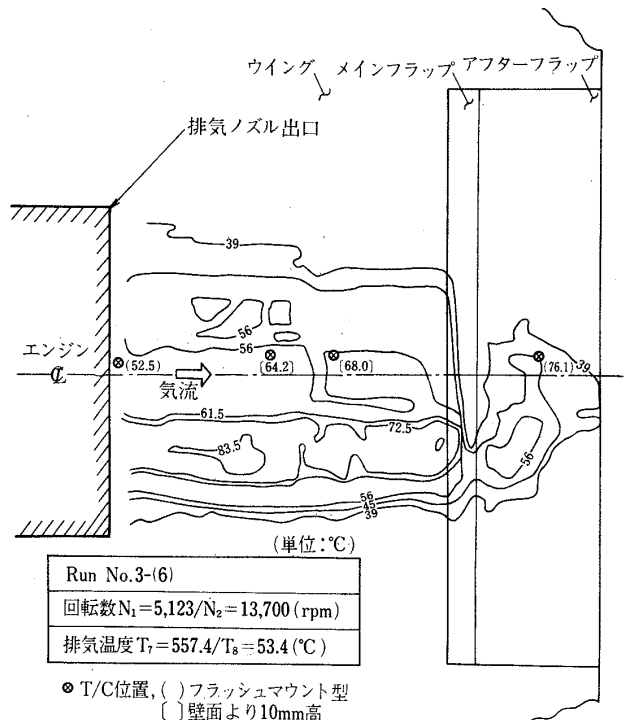 ウイング メインフラップ アフターフラップ
排気ノズル出口
39
56
56
エンジン
℄
(52.5)
[64.2]
[68.0]
(76.1)
39
気流
61.5
72.5
83.5
56
56
45
39
(単位:℃)
Run No.3-(6)
回転数N₁=5,123/N₂=13,700(rpm)
排気温度T₇=557.4/T₈=53.4(℃)
⊗ T/C位置, ( ) フラッシュマウント型
[ ] 壁面より10mm高